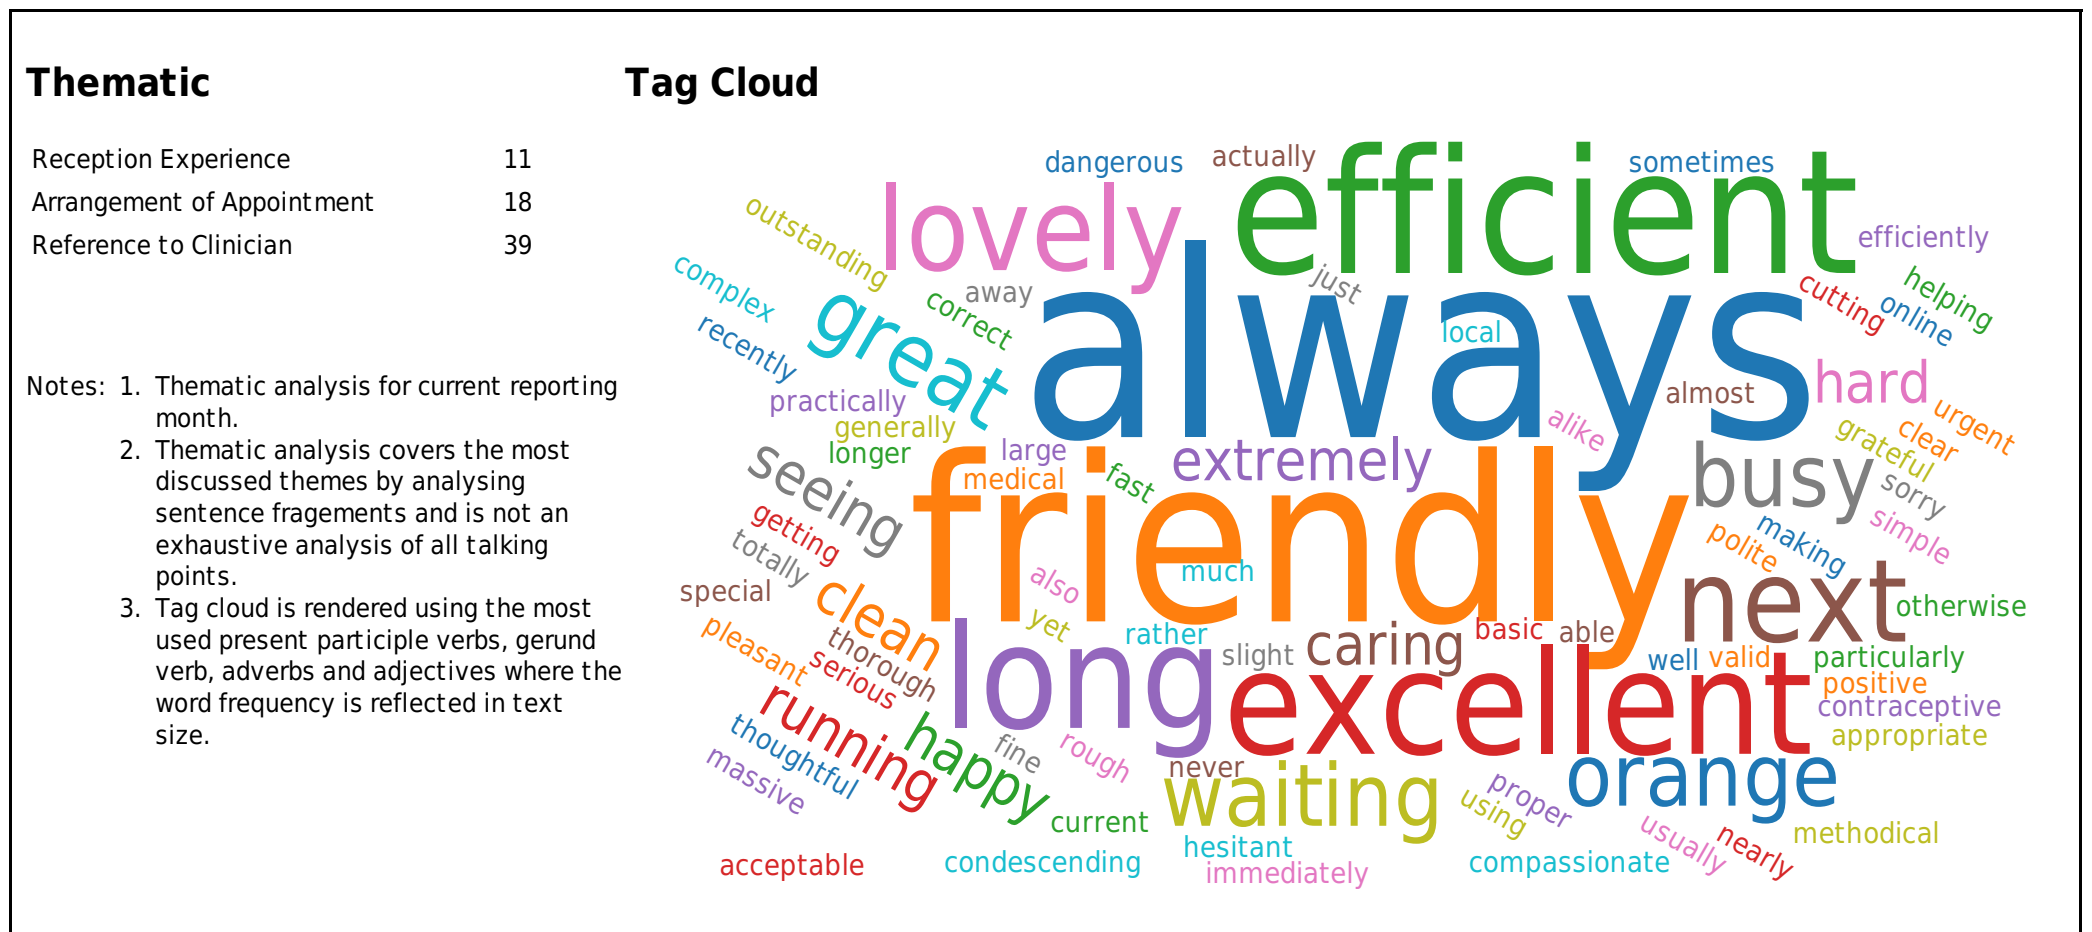 Thematic
Reception Experience 11
Arrangement of Appointment 18
Reference to Clinician 39
Notes: 1. Thematic analysis for current reporting
month.
2. Thematic analysis covers the most
discussed themes by analysing
sentence fragements and is not an
exhaustive analysis of all talking
points.
3. Tag cloud is rendered using the most
used present participle verbs, gerund
verb, adverbs and adjectives where the
word frequency is reflected in text
size.
Tag Cloud
dangerous
actually
sometimes
efficient
lovely
outstanding
efficiently
always
complex
away
just
helping
cutting
online
great
correct
local
recently
hard
almost
practically
alike
urgent
generally
grateful
clear
longer
large
extremely
busy
medical
fast
seeing
sorry
friendly
getting
totally
polite
making
simple
much
also
next
special
clean
otherwise
yet
rather
basic
able
pleasant
thorough
slight
caring
well
valid
particularly
serious
long
excellent
positive
contraceptive
running
happy
appropriate
thoughtful
fine
rough
never
massive
waiting
orange
proper
using
current
usually
nearly
methodical
hesitant
acceptable
condescending
immediately
compassionate